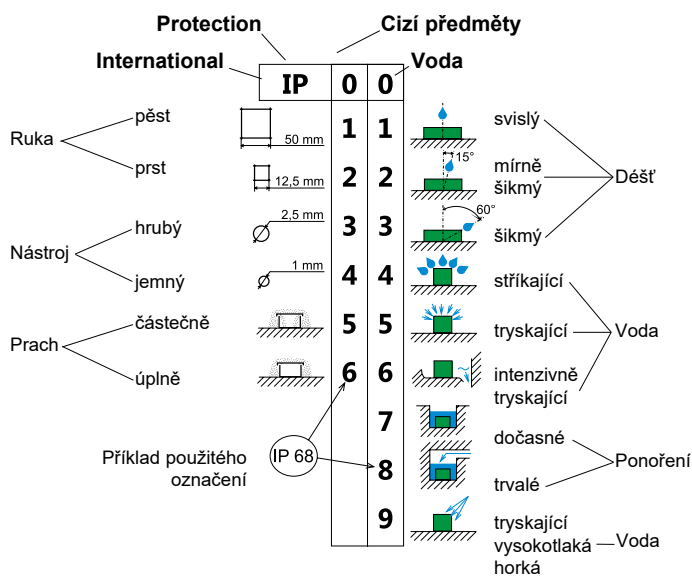 Protection
Cizí předměty
International
Voda
IP 0 0
Ruka
pěst
50 mm
1 1
svislý
prst
12,5 mm
2 2
15°
mírně
šikmý
Déšť
Nástroj
hrubý
2,5 mm
3 3
60°
šikmý
jemný
1 mm
4 4
stříkající
Prach
částečně
5 5
tryskající
Voda
úplně
6 6
intenzivně
tryskající
7
dočasné
Příklad použitého
označení
IP 68
8
trvalé
Ponoření
9
tryskající
vysokotlaká
horká
Voda